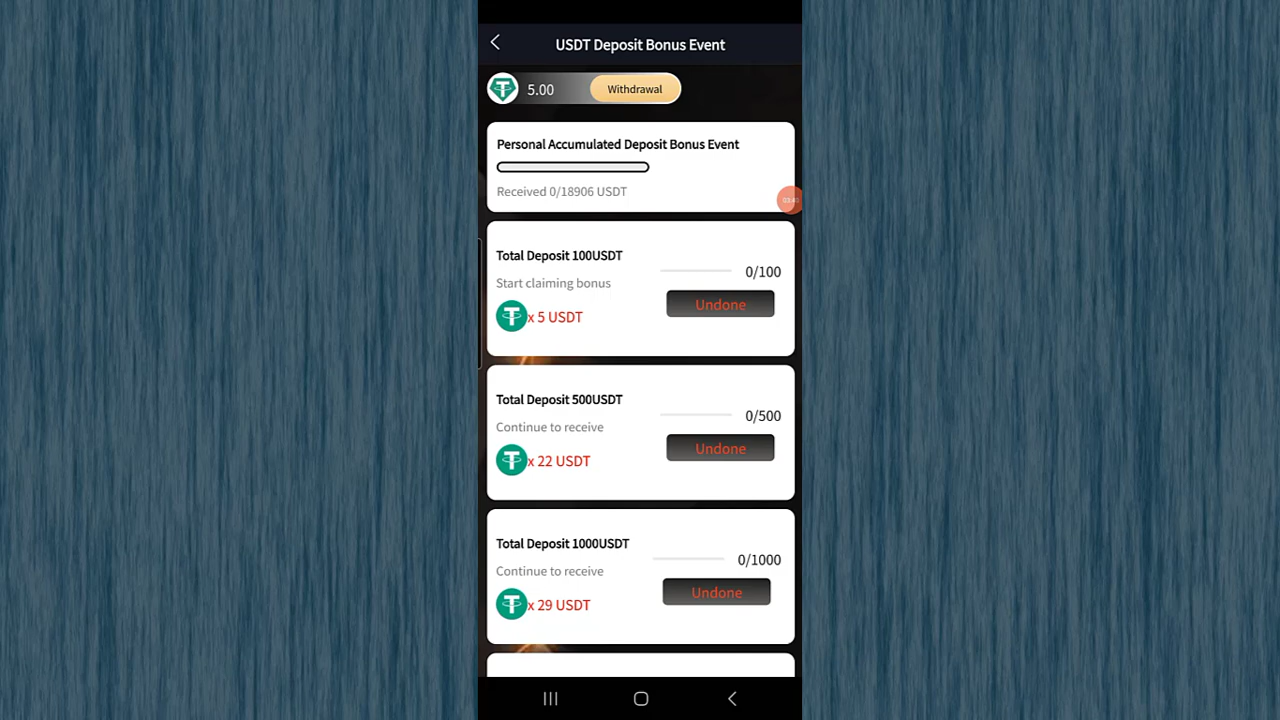 USDT Deposit Bonus Event
5.00
Withdrawal
Personal Accumulated Deposit Bonus Event
Received 0/18906 USDT
Total Deposit 100USDT
0/100
Start claiming bonus
Undone
x 5 USDT
Total Deposit 500USDT
0/500
Continue to receive
Undone
x 22 USDT
Total Deposit 1000USDT
0/1000
Continue to receive
Undone
x 29 USDT